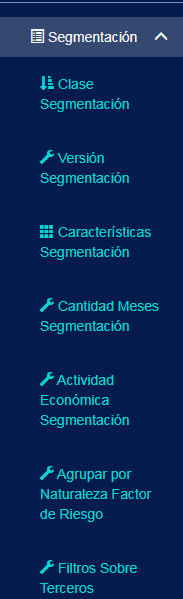 Segmentación
Clase
Segmentación
Versión
Segmentación
Características
Segmentación
Cantidad Meses
Segmentación
Actividad
Económica
Segmentación
Agrupar por
Naturaleza Factor
de Riesgo
Filtros Sobre
Terceros